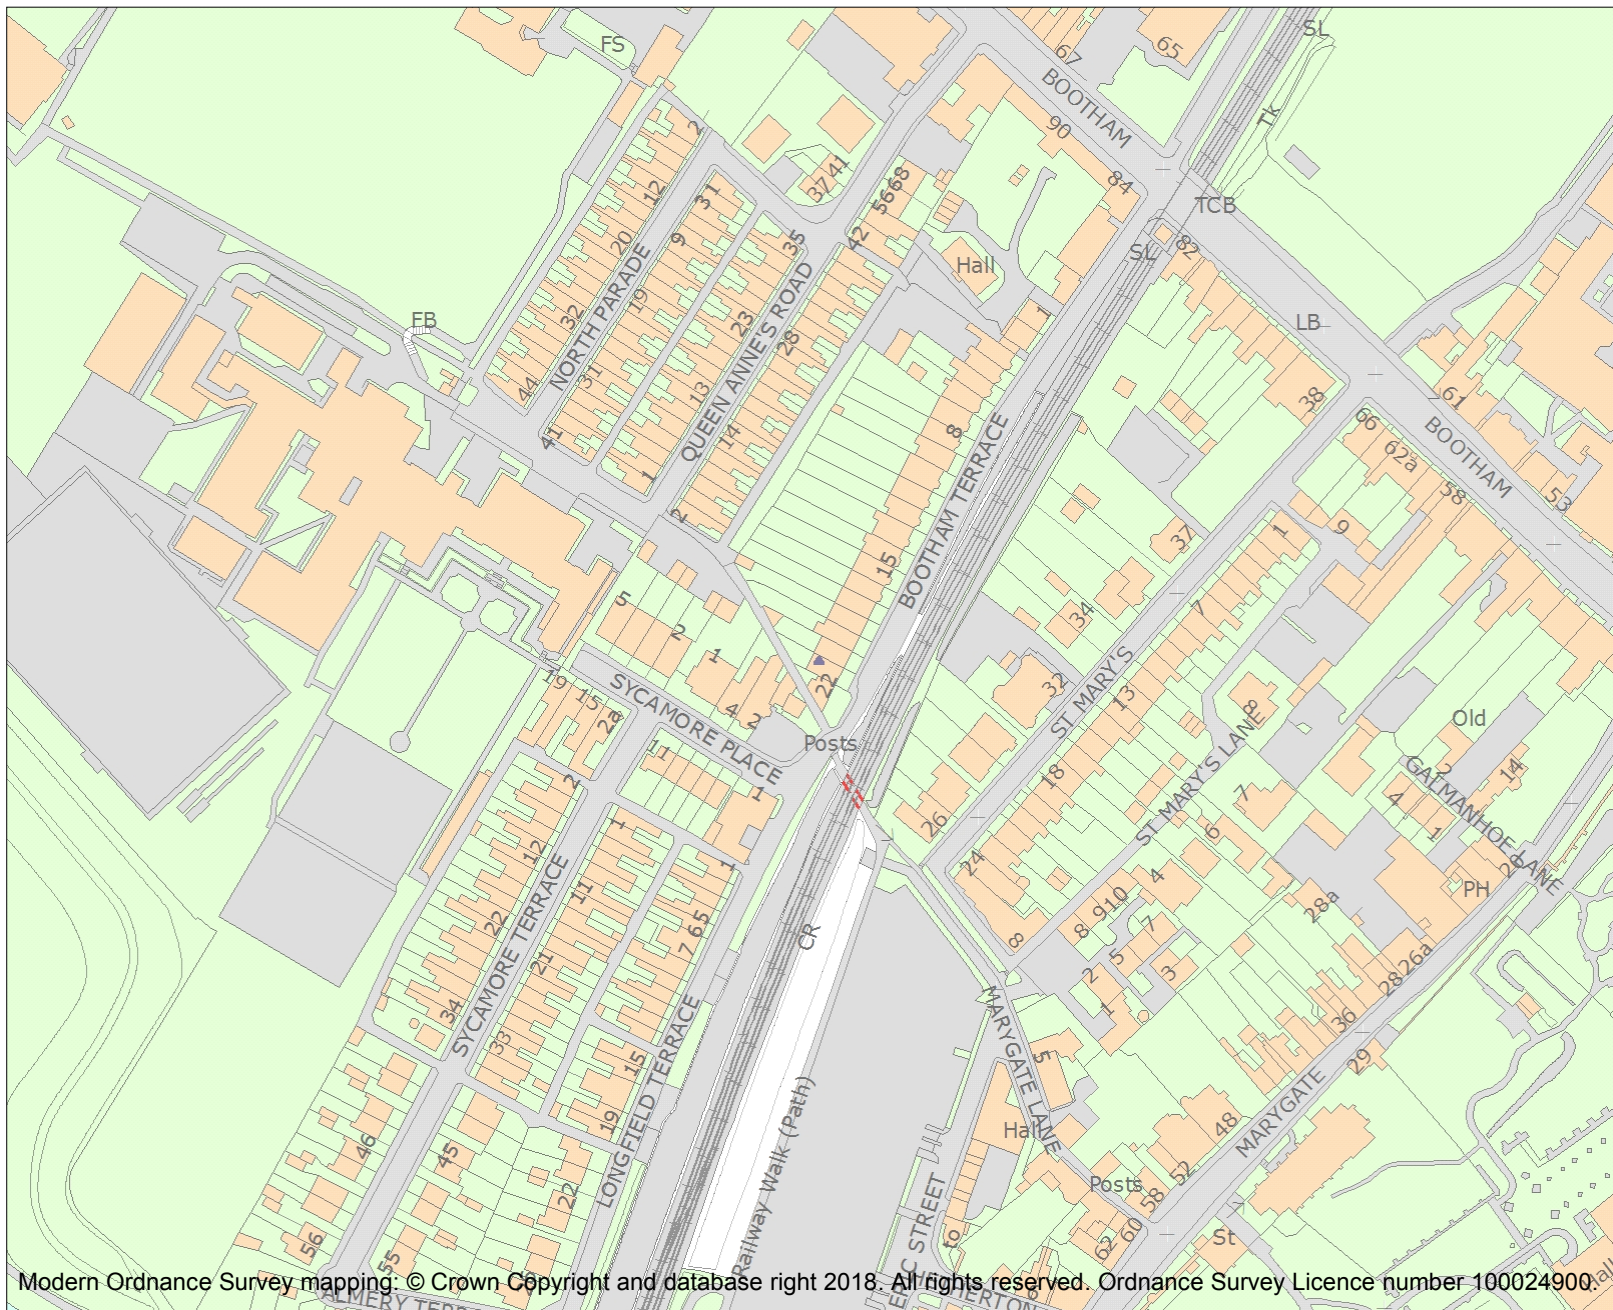 FS
67
65
SL
BOOTHAM
Tk
90
2
84
37 41
12
31
5668
TCB
9
20
35
42
82
SL
Hall
NORTH PARADE
19
32
23
QUEEN ANNE'S ROAD
28
1
LB
FB
44
31
13
8
38
61
66
41
14
62a
BOOTHAM
58
53
1
2
BOOTHAM TERRACE
37
1
9
15
5
2
34
7
1
ST MARY'S
22
32
13
SYCAMORE PLACE
19
15
2a
4
2
8
Old
ST MARY'S LANE
Posts
11
1
2
18
7
2
14
GALMANHOE LANE
4
1
26
6
12
1
1
24
SYCAMORE TERRACE
11
4
28a
PH
22
7 6 5
CR
8
8
910
7
5
2
3
26a
28
21
1
34
33
MARYGATE LANE
36
29
15
5
LONGFIELD TERRACE
19
Hall
MARYGATE
48
46
45
22
Railway Walk (Path)
Posts
52
58
60
62
St
to
56
55
Modern Ordnance Survey mapping: © Crown Copyright and database right 2018. All rights reserved. Ordnance Survey Licence number 100024900.